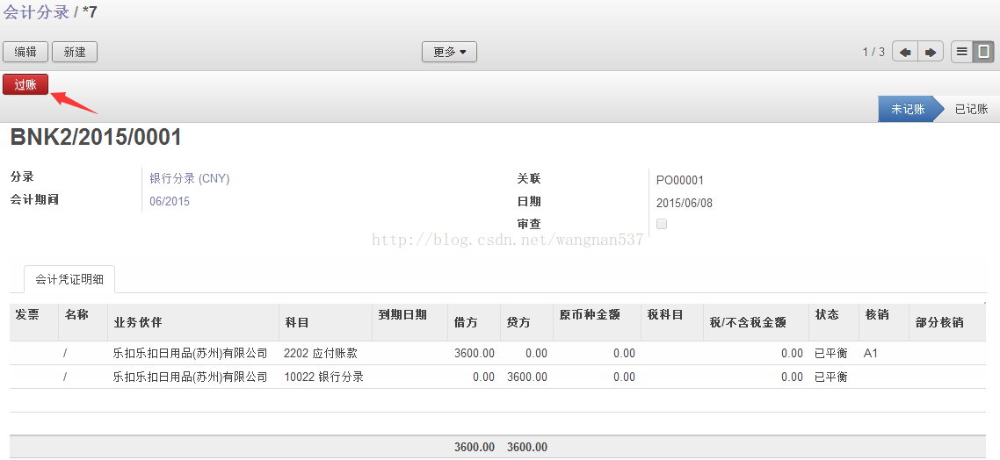 会计分录 / *7
编辑 新建 更多 1 / 3
过账
未记账 已记账
BNK2/2015/0001
分录 银行分录 (CNY) 关联 PO00001
会计期间 06/2015 日期 2015/06/08
审查
http://blog.csdn.net/wangnan537
会计凭证明细
发票 名称 业务伙伴 科目 到期日期 借方 贷方 原币种金额 税科目 税/不含税金额 状态 核销 部分核销
/ 乐扣乐扣日用品(苏州)有限公司 2202 应付账款 3600.00 0.00 0.00 0.00 已平衡 A1
/ 乐扣乐扣日用品(苏州)有限公司 10022 银行分录 0.00 3600.00 0.00 0.00 已平衡
3600.00 3600.00